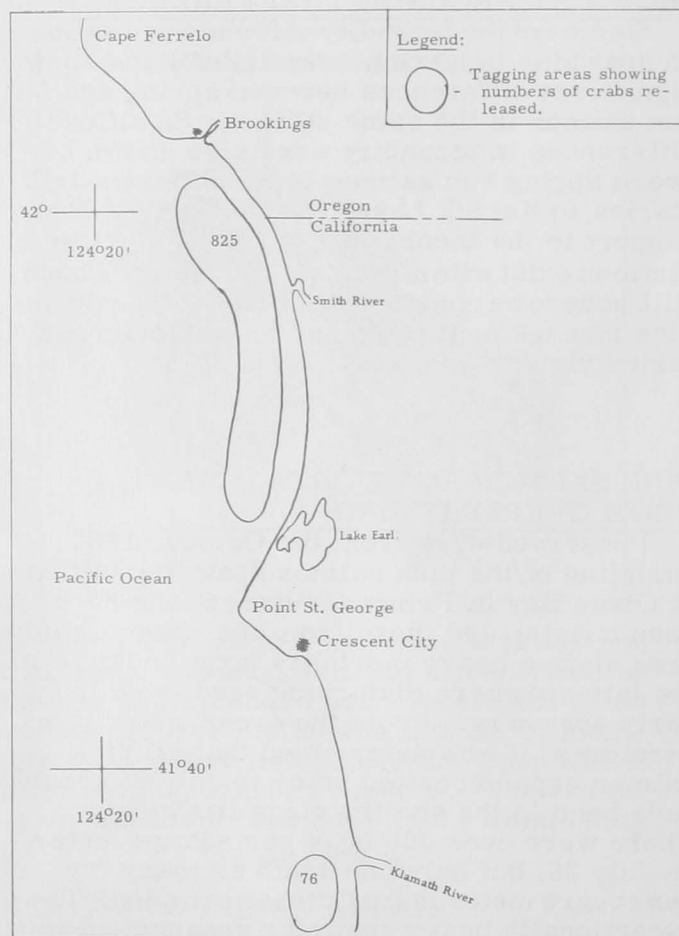 Cape Ferrelo
Legend:
Tagging areas showing
- numbers of crabs re-
leased.
Brookings
42°
Oregon
California
124°20'
825
Smith River
Lake Earl
Pacific Ocean
Point St. George
Crescent City
41°40'
124°20'
76
Klamath River